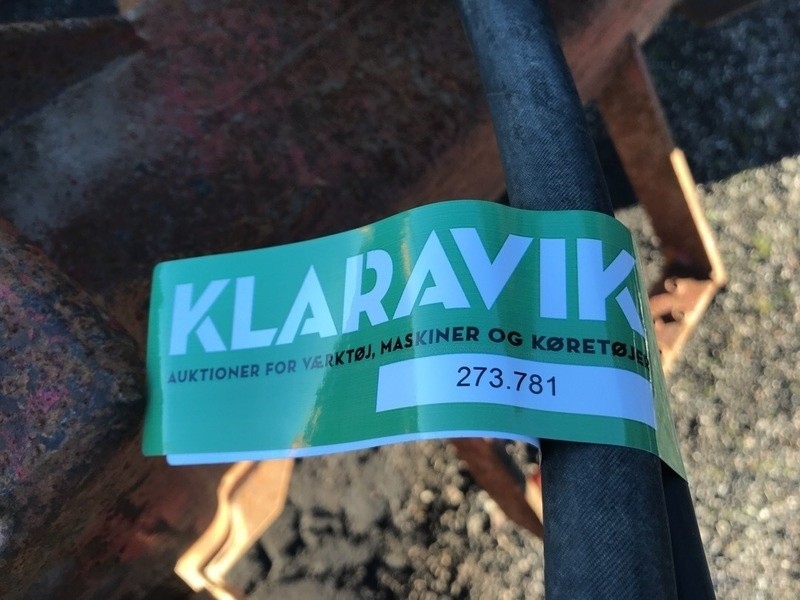 KLARAVIK
AUKTIONER FOR VÆRKTØJ, MASKINER OG KØRETØJER
273.781